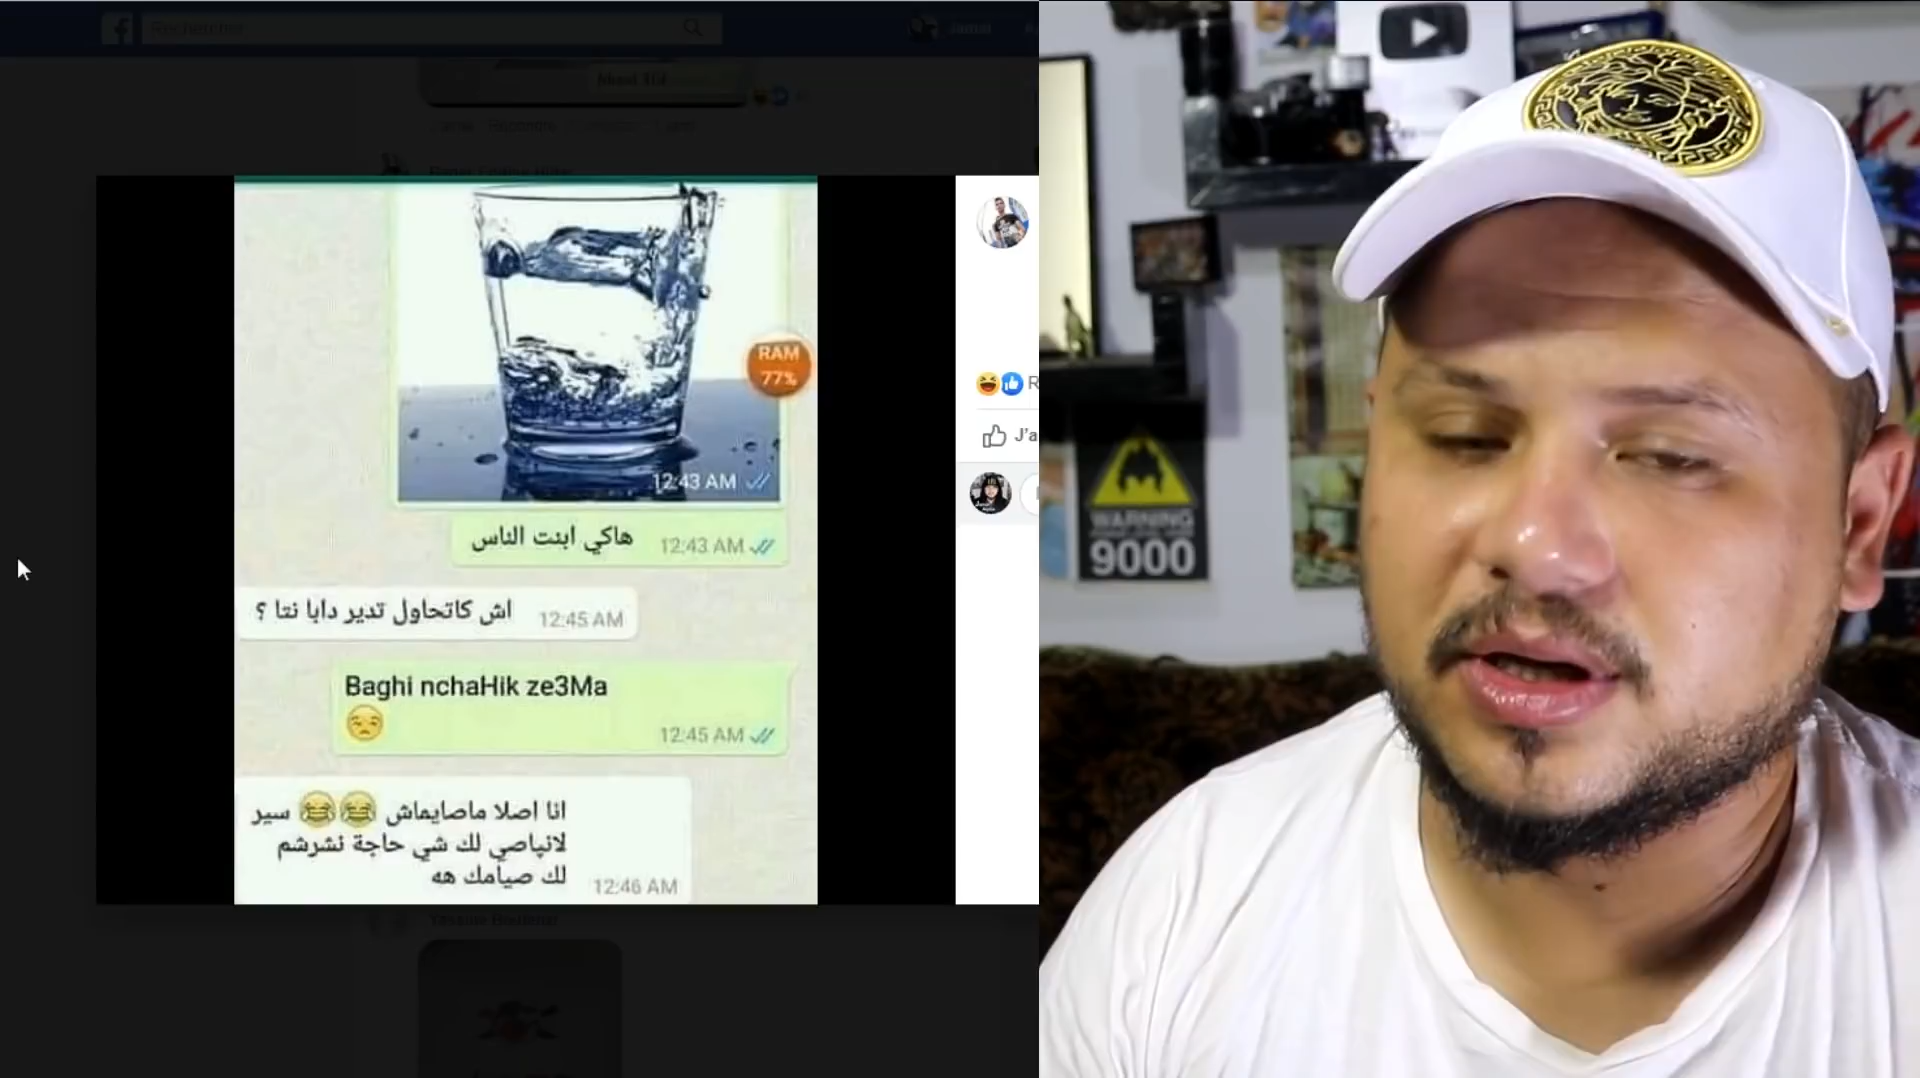 Rechercher
Jamal
RAM
77%
12:43 AM
هاكي ابنت الناس
12:43 AM
اش كاتحاول تدير دابا نتا ؟
12:45 AM
Baghi nchaHik ze3Ma
😒
12:45 AM
انا اصلا ماصايماش 😂😂 سير
لانپاصي لك شي حاجة نشرشم
لك صيامك هه
12:46 AM
R
J'a
WARNING
9000